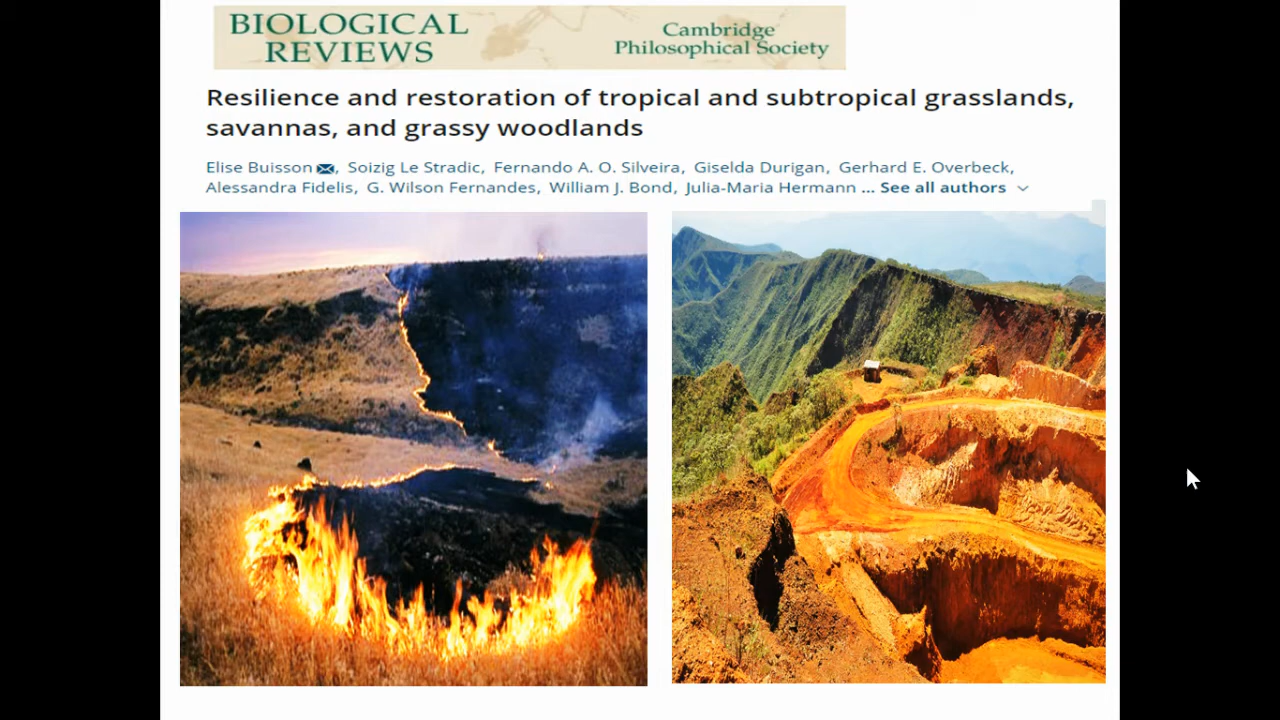 BIOLOGICAL
REVIEWS
Cambridge
Philosophical Society
Resilience and restoration of tropical and subtropical grasslands,
savannas, and grassy woodlands
Elise Buisson, Soizig Le Stradic, Fernando A. O. Silveira, Giselda Durigan, Gerhard E. Overbeck,
Alessandra Fidelis, G. Wilson Fernandes, William J. Bond, Julia-Maria Hermann ... See all authors